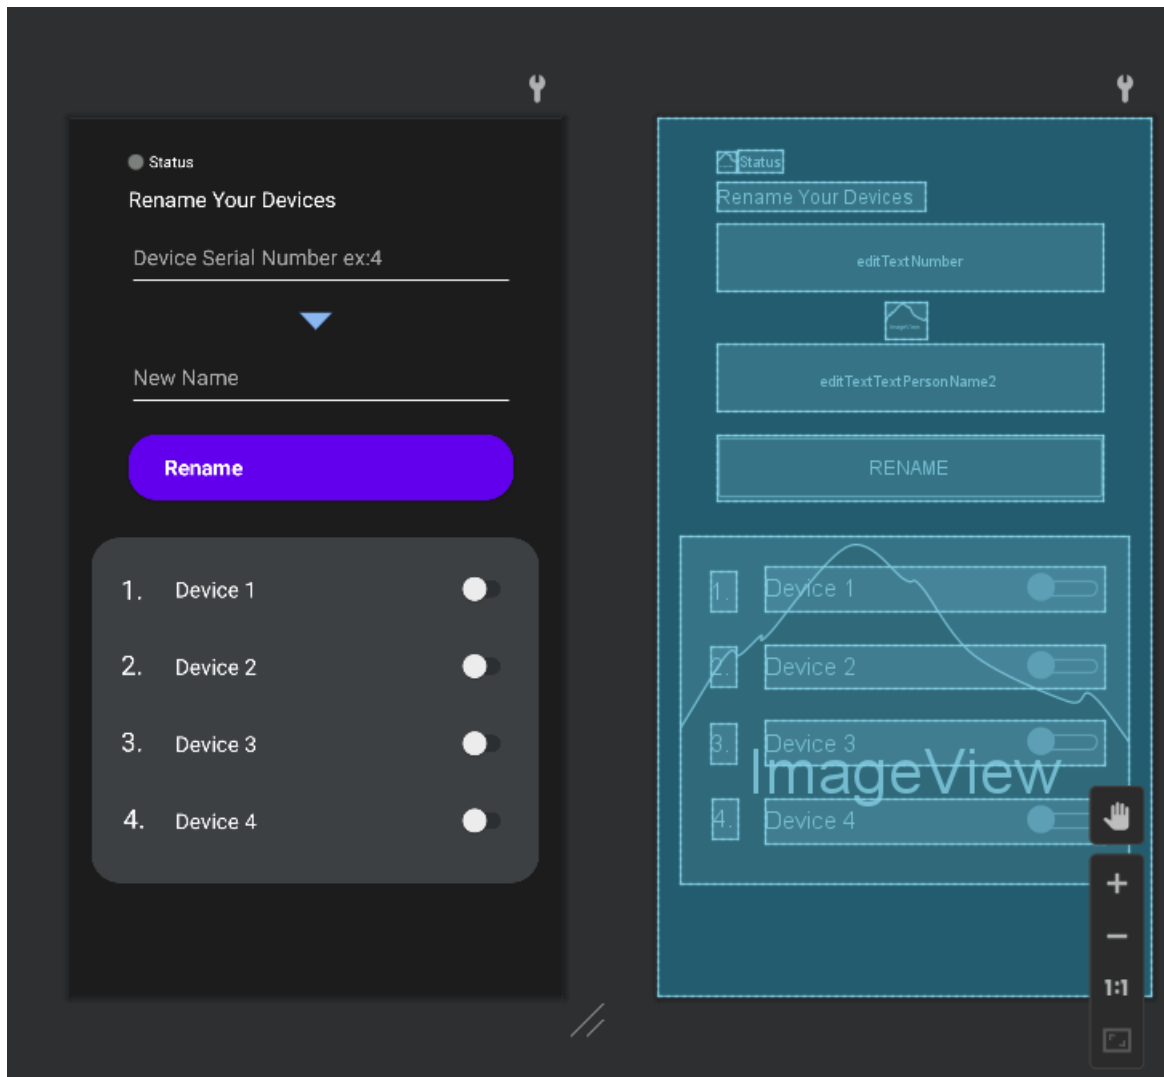 Status
Rename Your Devices
Device Serial Number ex:4
New Name
Rename
1. Device 1
2. Device 2
3. Device 3
4. Device 4
Status
Rename Your Devices
editTextNumber
ImageView
editTextTextPersonName2
RENAME
1. Device 1
2. Device 2
3. Device 3
ImageView
4. Device 4
1:1